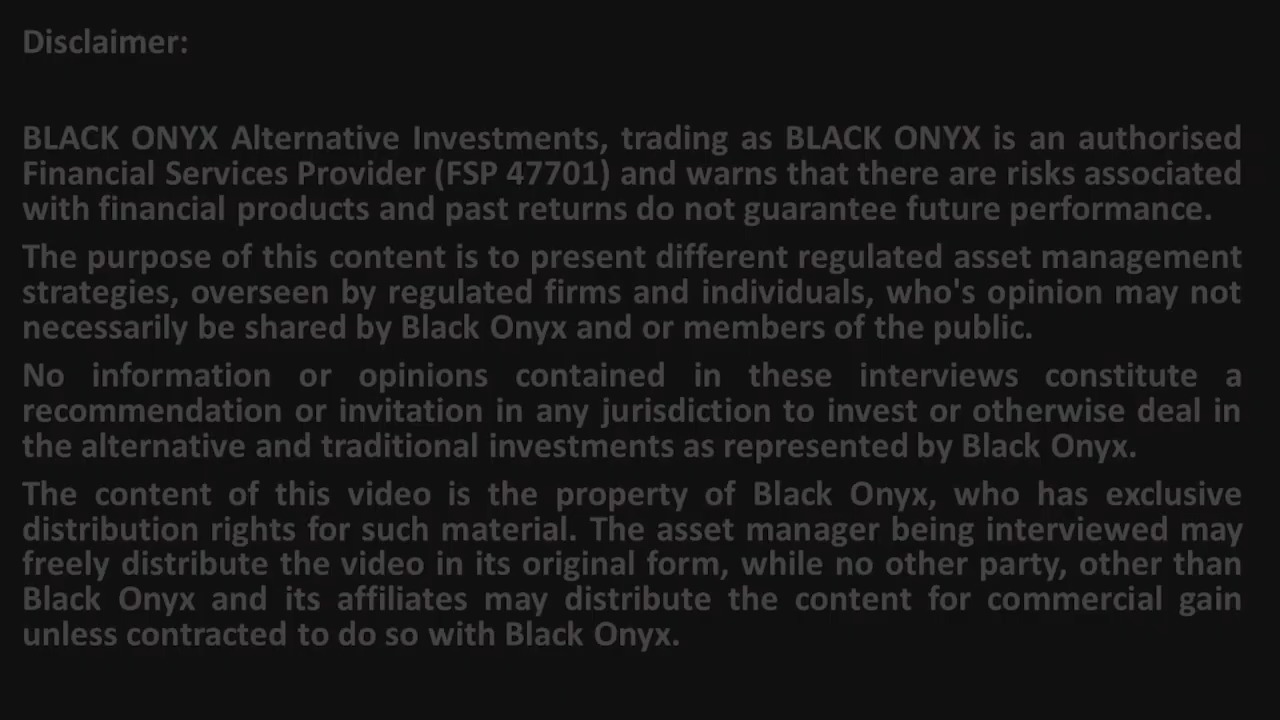 Disclaimer:
BLACK ONYX Alternative Investments, trading as BLACK ONYX is an authorised
Financial Services Provider (FSP 47701) and warns that there are risks associated
with financial products and past returns do not guarantee future performance.
The purpose of this content is to present different regulated asset management
strategies, overseen by regulated firms and individuals, who's opinion may not
necessarily be shared by Black Onyx and or members of the public.
No information or opinions contained in these interviews constitute a
recommendation or invitation in any jurisdiction to invest or otherwise deal in
the alternative and traditional investments as represented by Black Onyx.
The content of this video is the property of Black Onyx, who has exclusive
distribution rights for such material. The asset manager being interviewed may
freely distribute the video in its original form, while no other party, other than
Black Onyx and its affiliates may distribute the content for commercial gain
unless contracted to do so with Black Onyx.